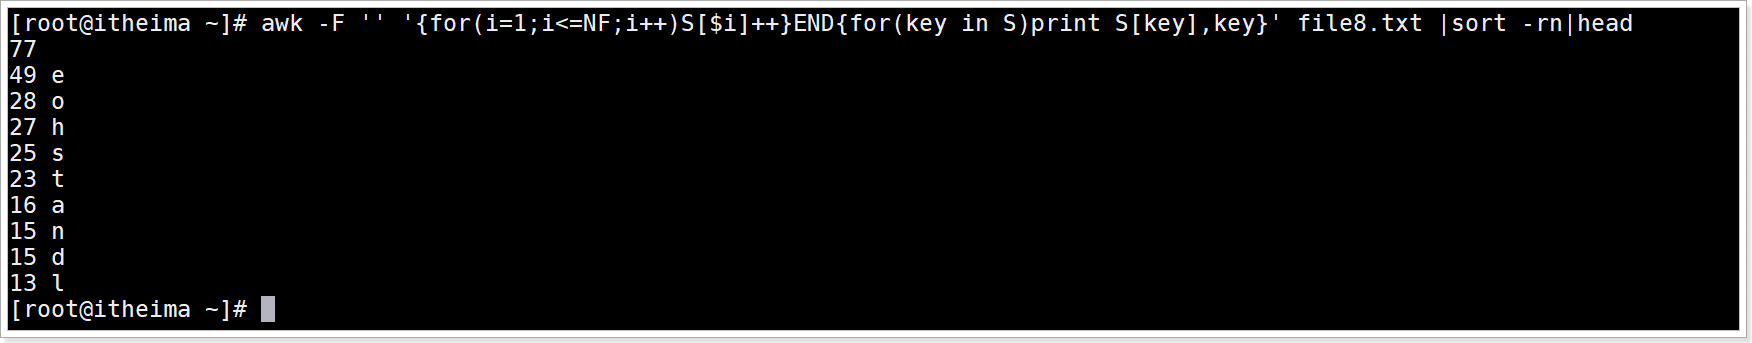 [root@itheima ~]# awk -F '' '{for(i=1;i<=NF;i++)S[$i]++}END{for(key in S)print S[key],key}' file8.txt |sort -rn|head
77
49 e
28 o
27 h
25 s
23 t
16 a
15 n
15 d
13 l
[root@itheima ~]#